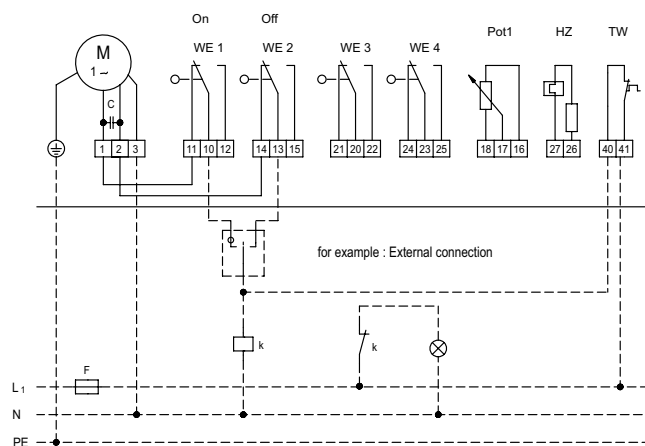 On Off
WE 1 WE 2 WE 3 WE 4 Pot1 HZ TW
M
1 ~
C
1 2 3 11 10 12 14 13 15 21 20 22 24 23 25 18 17 16 27 26 40 41
for example : External connection
k k
F
L1
N
PE